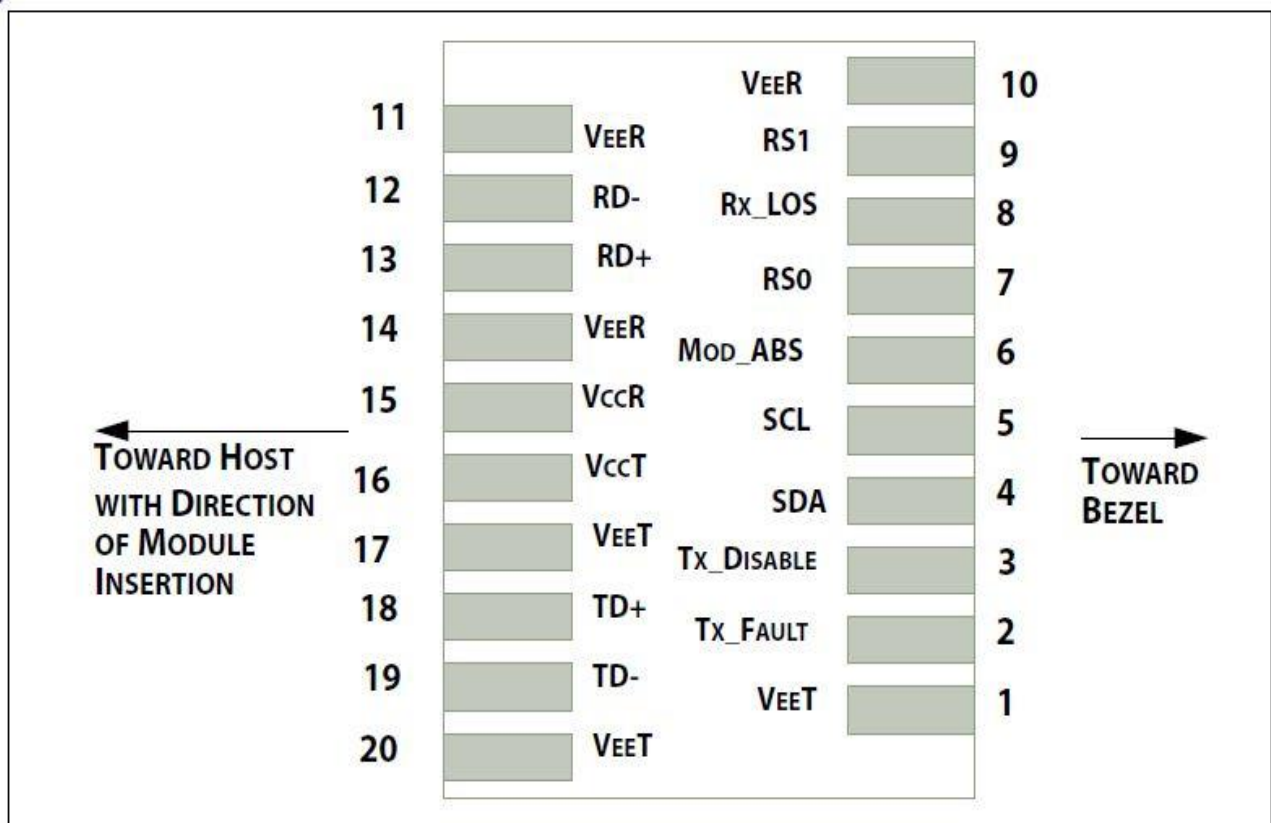 11
VEER
12
RD-
13
RD+
14
VEER
15
VCCR
16
VCCT
17
VEET
18
TD+
19
TD-
20
VEET
VEER
10
RS1
9
RX_LOS
8
RS0
7
MOD_ABS
6
SCL
5
SDA
4
TX_DISABLE
3
TX_FAULT
2
VEET
1
TOWARD HOST
WITH DIRECTION
OF MODULE
INSERTION
TOWARD
BEZEL